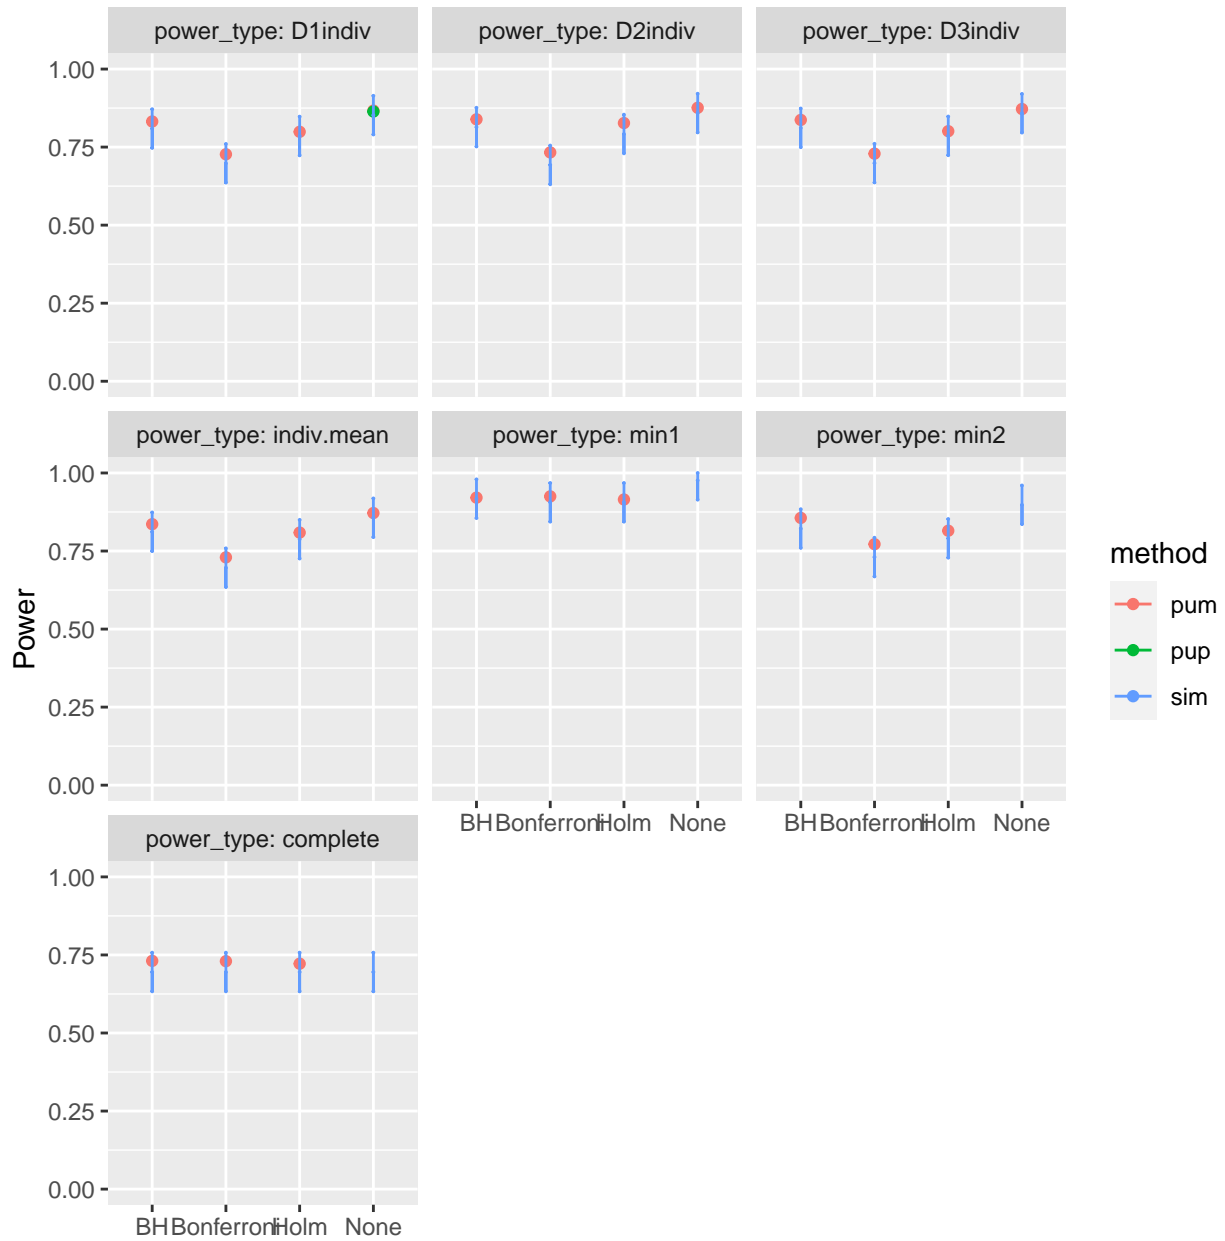 power_type: D1indiv
power_type: D2indiv
power_type: D3indiv
1.00
0.75
0.50
0.25
0.00
power_type: indiv.mean
power_type: min1
power_type: min2
1.00
0.75
0.50
0.25
0.00
BH Bonferroni Holm None
BH Bonferroni Holm None
power_type: complete
1.00
0.75
0.50
0.25
0.00
BH Bonferroni Holm None
Power
method
pum
pup
sim